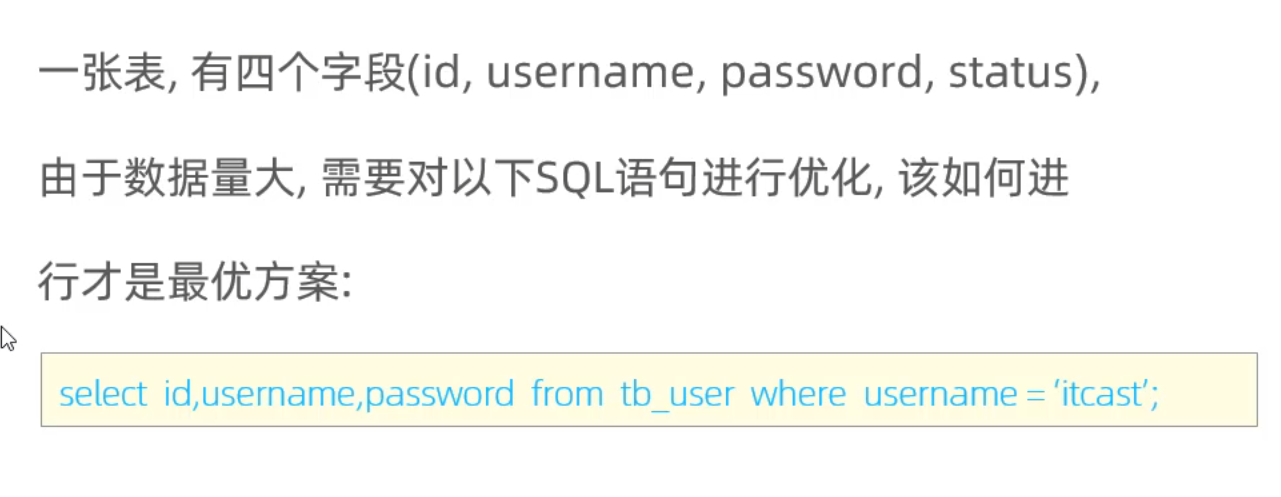 一张表, 有四个字段(id, username, password, status),
由于数据量大, 需要对以下SQL语句进行优化, 该如何进
行才是最优方案:
select id,username,password from tb_user where username = ‘itcast’;